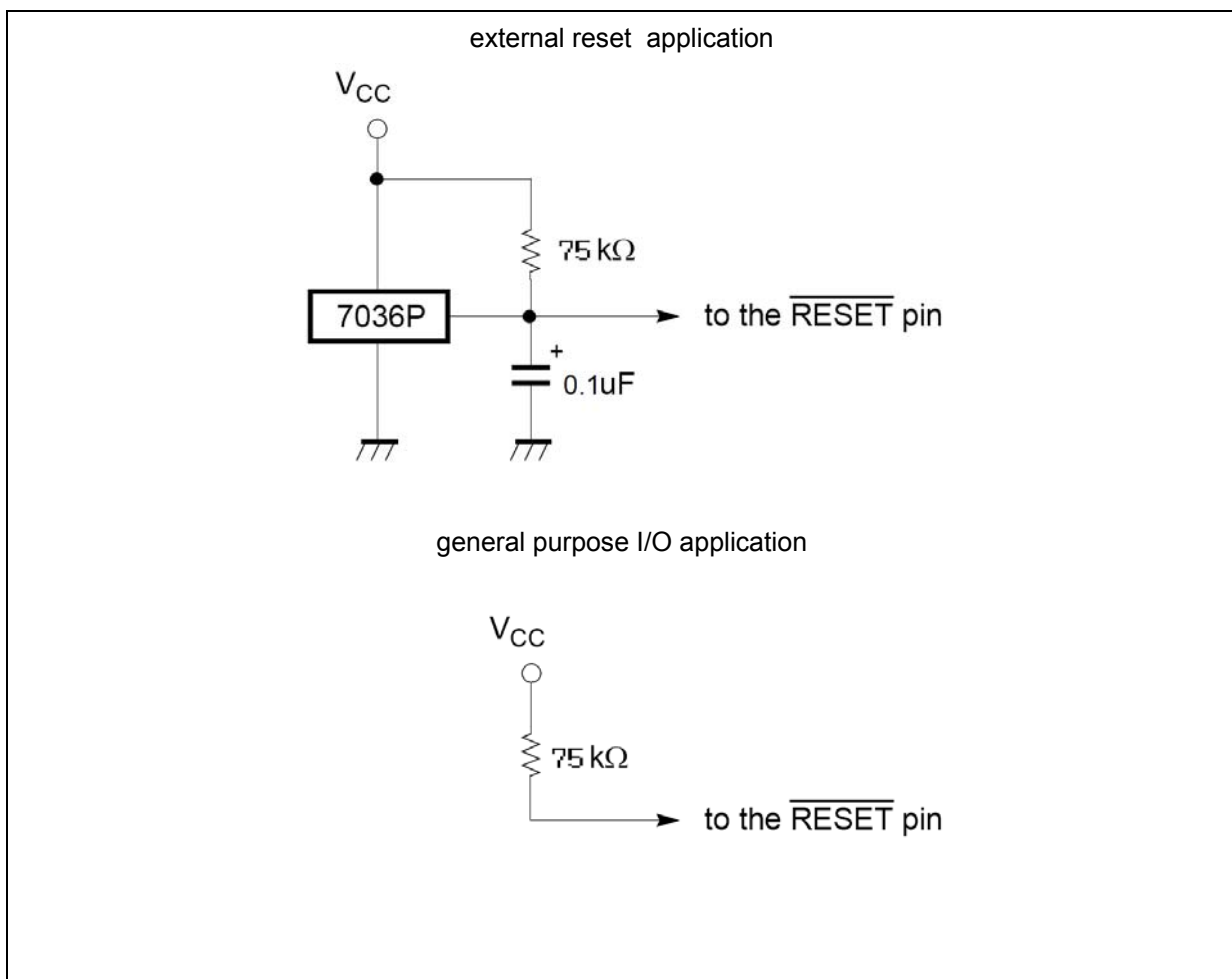 external reset application
VCC
75 kΩ
7036P
to the RESET pin
+
0.1uF
general purpose I/O application
VCC
75 kΩ
to the RESET pin